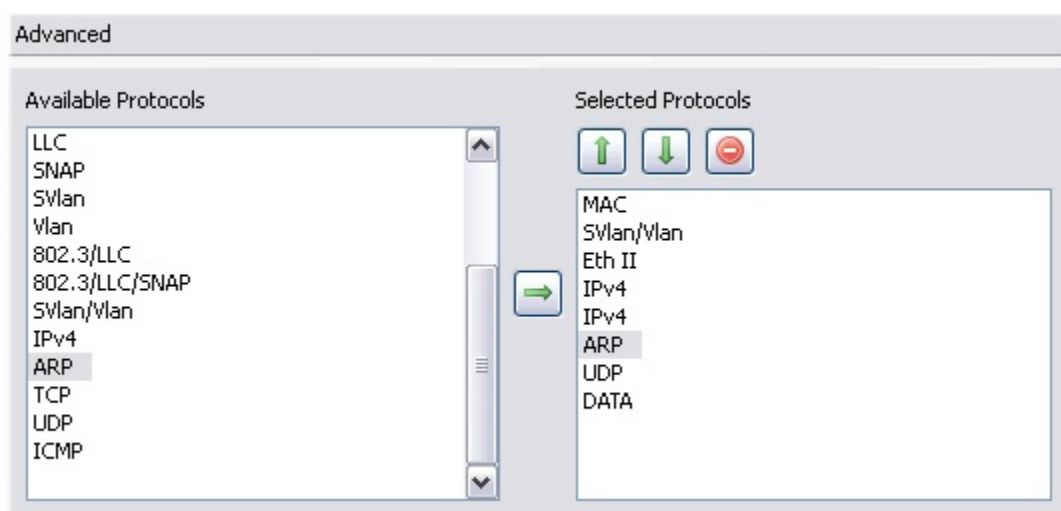 Advanced
Available Protocols
LLC
SNAP
SVlan
Vlan
802.3/LLC
802.3/LLC/SNAP
SVlan/Vlan
IPv4
ARP
TCP
UDP
ICMP
Selected Protocols
MAC
SVlan/Vlan
Eth II
IPv4
IPv4
ARP
UDP
DATA